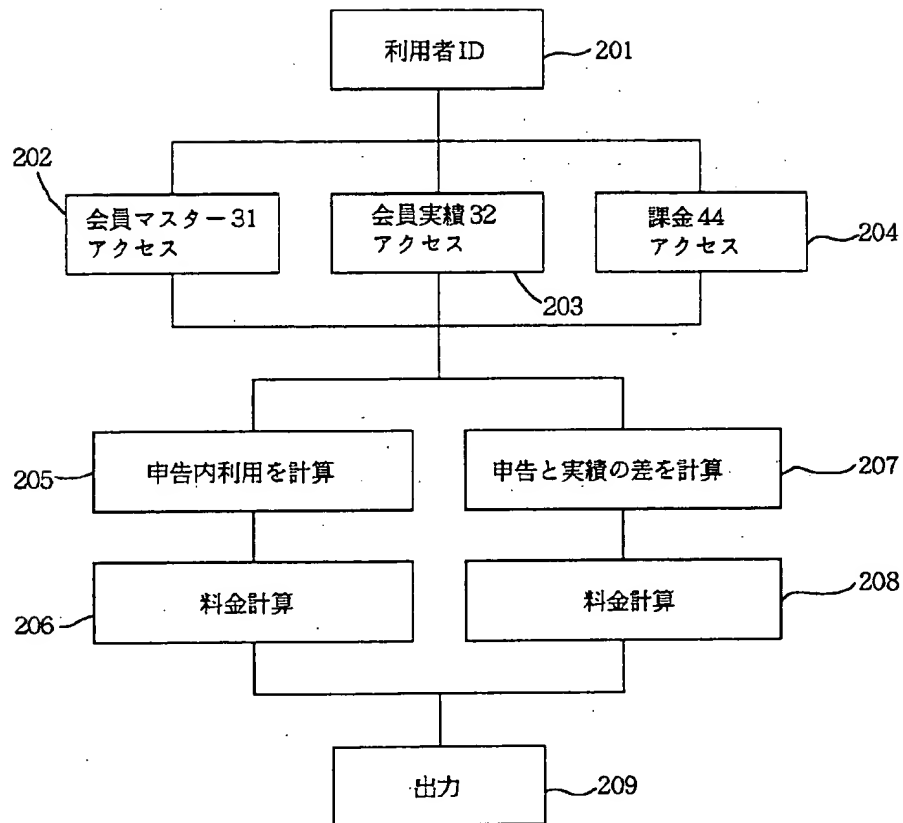 利用者ID
201
202
会員マスター31
アクセス
会員実績32
アクセス
203
課金44
アクセス
204
205
申告内利用を計算
申告と実績の差を計算
207
206
料金計算
料金計算
208
出力
209